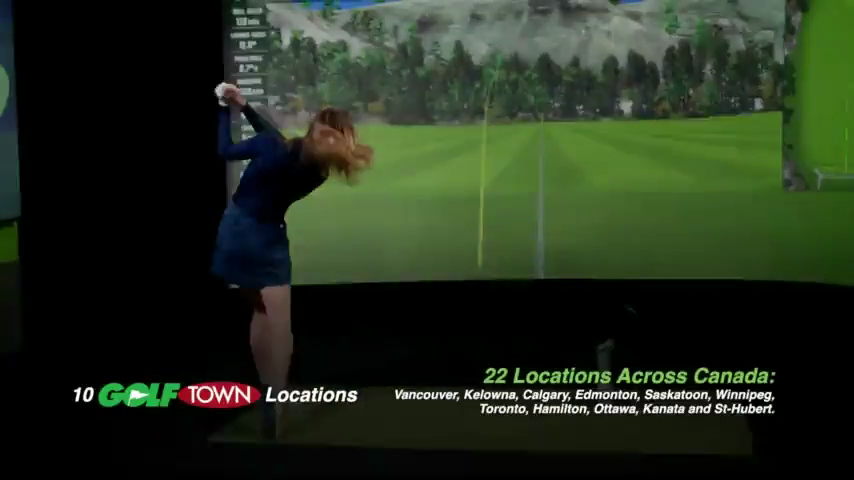 10 GOLF TOWN Locations
22 Locations Across Canada:
Vancouver, Kelowna, Calgary, Edmonton, Saskatoon, Winnipeg,
Toronto, Hamilton, Ottawa, Kanata and St-Hubert.